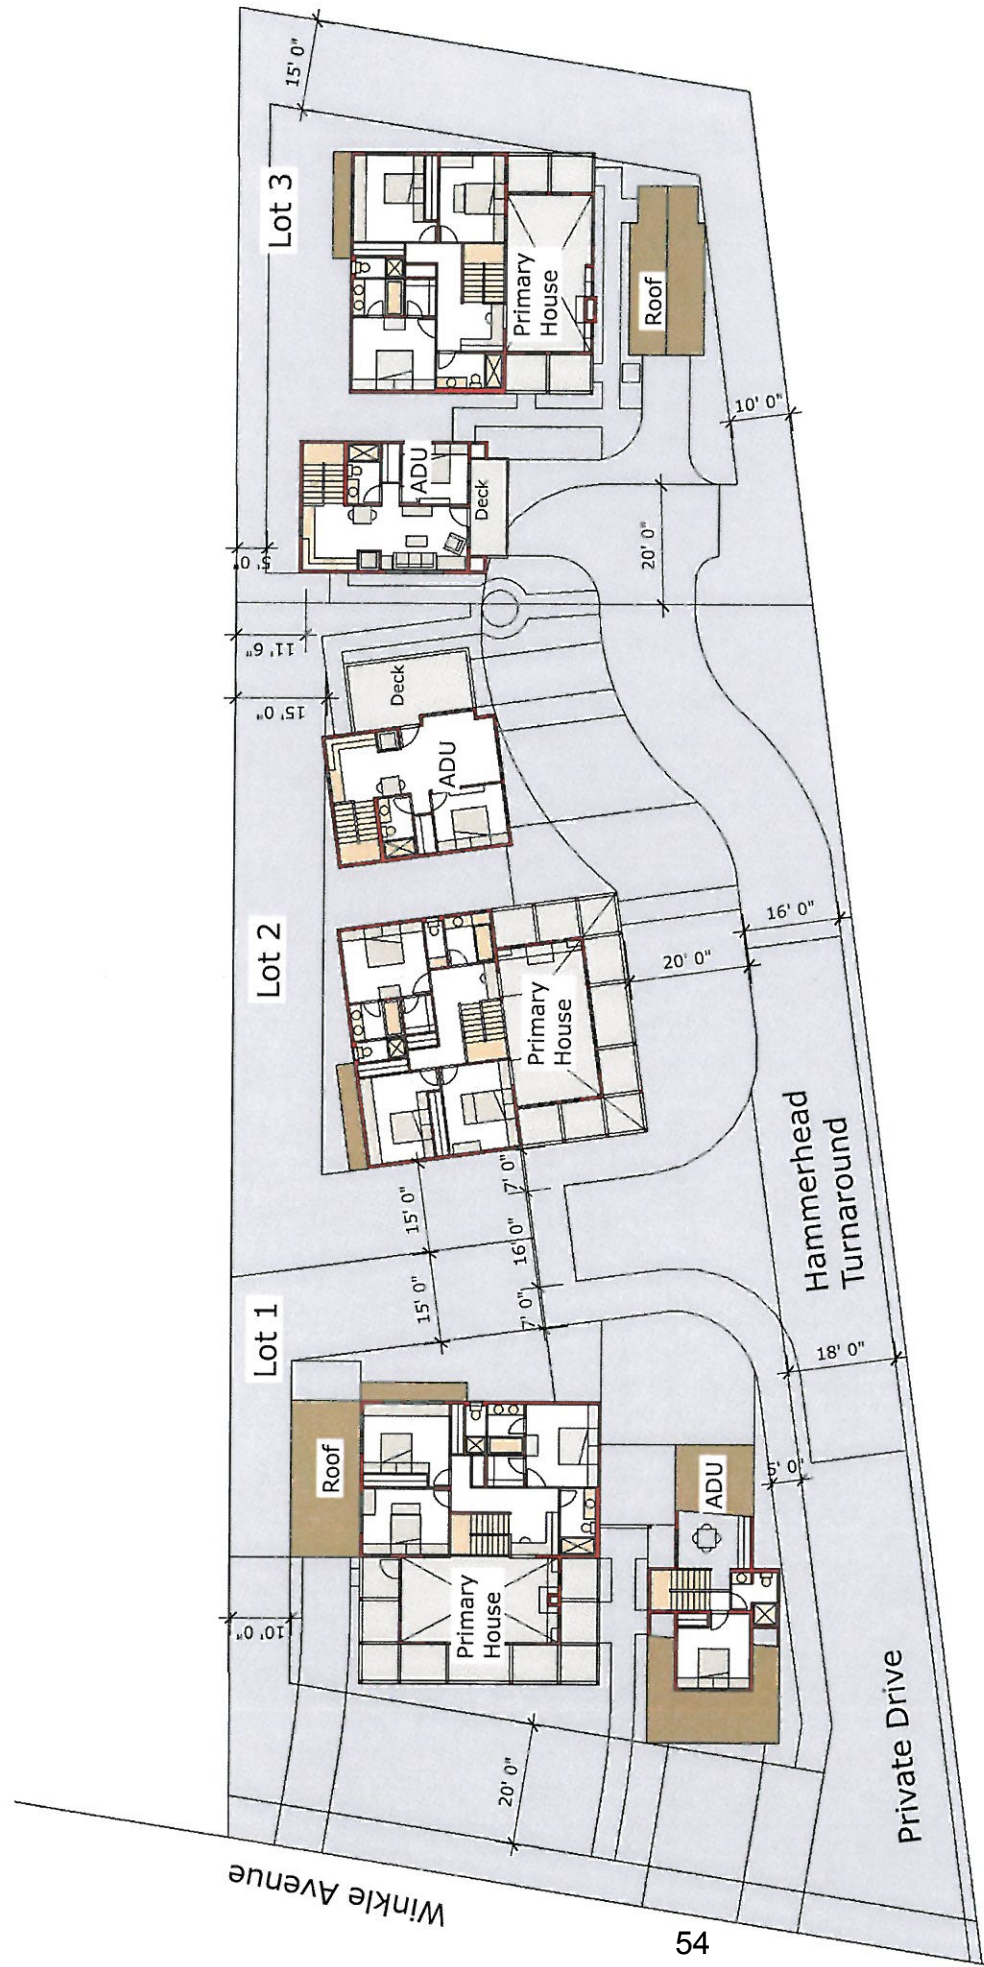 15' 0"
Lot 3
Primary
House
Roof
10' 0"
ADU
Deck
5' 0"
20' 0"
11' 6"
15' 0"
Deck
ADU
Lot 2
16' 0"
20' 0"
Primary
House
Hammerhead
Turnaround
7' 0"
15' 0"
16' 0"
15' 0"
7' 0"
Lot 1
18' 0"
Roof
ADU
5' 0"
10' 0"
Primary
House
20' 0"
Private Drive
Winkle Avenue
54